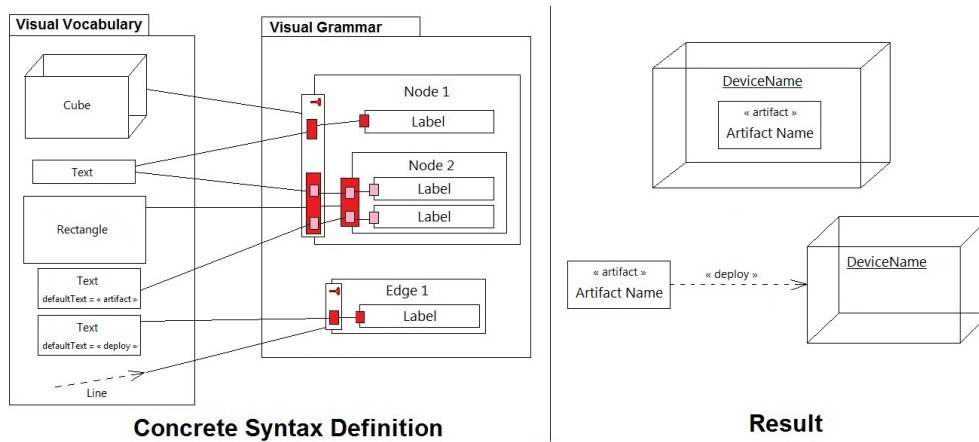 Visual Vocabulary
Cube
Text
Rectangle
Text
defaultText = « artifact »
Text
defaultText = « deploy »
Line
Visual Grammar
Node 1
Label
Node 2
Label
Label
Edge 1
Label
Concrete Syntax Definition
DeviceName
« artifact »
Artifact Name
DeviceName
« artifact »
Artifact Name
« deploy »
Result